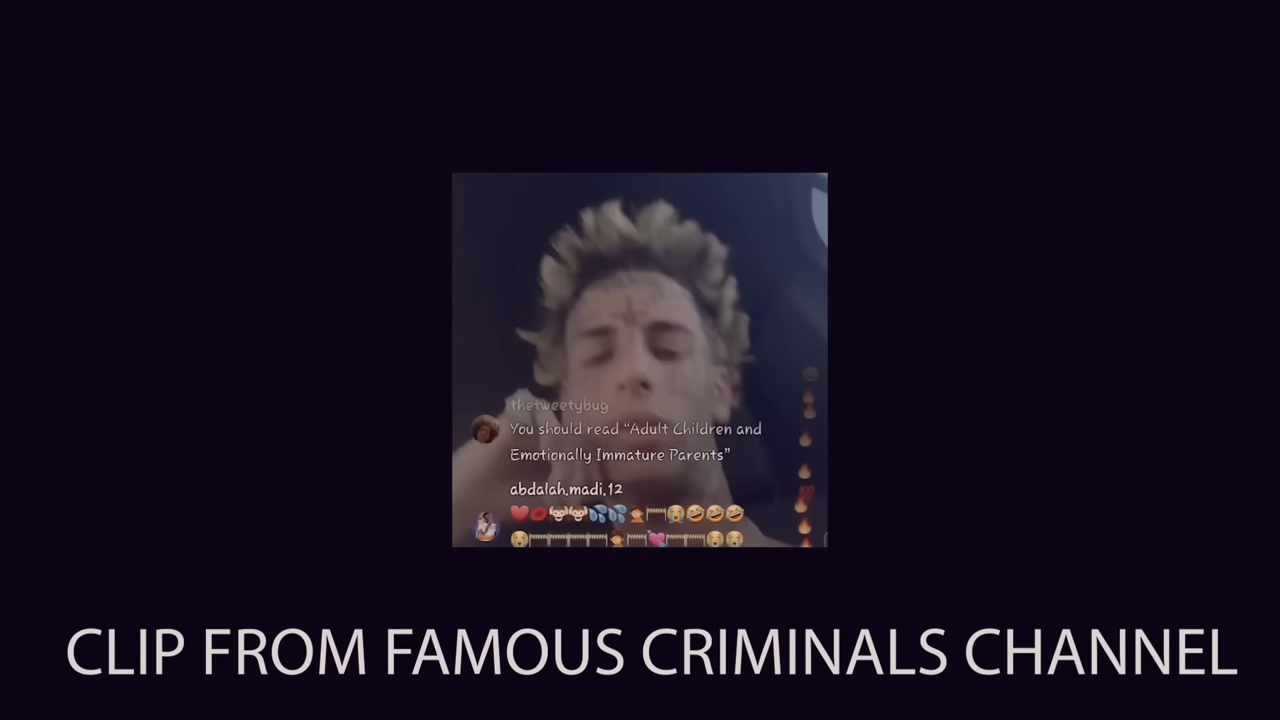 thetweetybug
You should read “Adult Children and
Emotionally Immature Parents”
abdalah.madi.12
CLIP FROM FAMOUS CRIMINALS CHANNEL